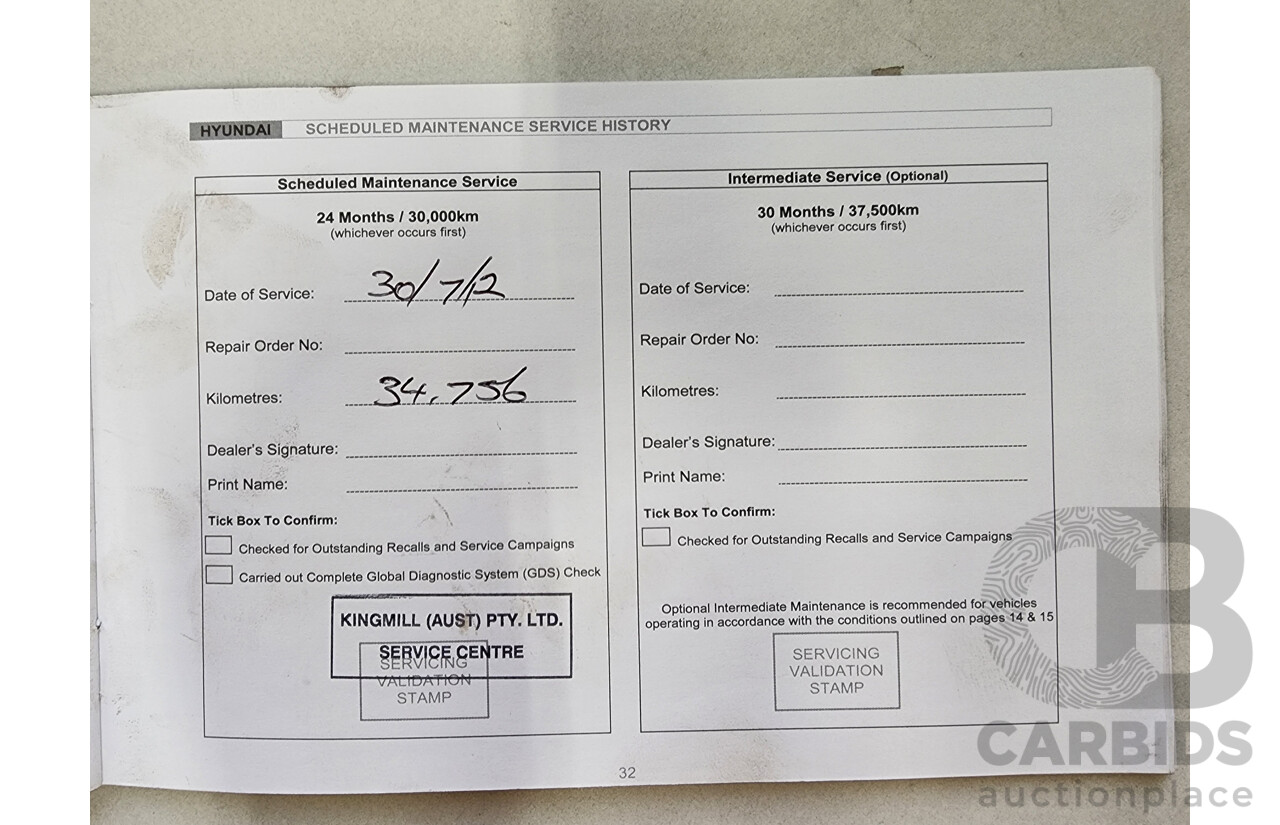 HYUNDAI SCHEDULED MAINTENANCE SERVICE HISTORY
Scheduled Maintenance Service
24 Months / 30,000km
(whichever occurs first)
Date of Service: 30/7/12
Repair Order No:
Kilometres: 34,756
Dealer's Signature:
Print Name:
Tick Box To Confirm:
Checked for Outstanding Recalls and Service Campaigns
Carried out Complete Global Diagnostic System (GDS) Check
KINGMILL (AUST) PTY. LTD.
SERVICE CENTRE
SERVICING
VALIDATION
STAMP
Intermediate Service (Optional)
30 Months / 37,500km
(whichever occurs first)
Date of Service:
Repair Order No:
Kilometres:
Dealer's Signature:
Print Name:
Tick Box To Confirm:
Checked for Outstanding Recalls and Service Campaigns
Optional Intermediate Maintenance is recommended for vehicles
operating in accordance with the conditions outlined on pages 14 & 15
SERVICING
VALIDATION
STAMP
32
CB
CARBIDS
auctionplace